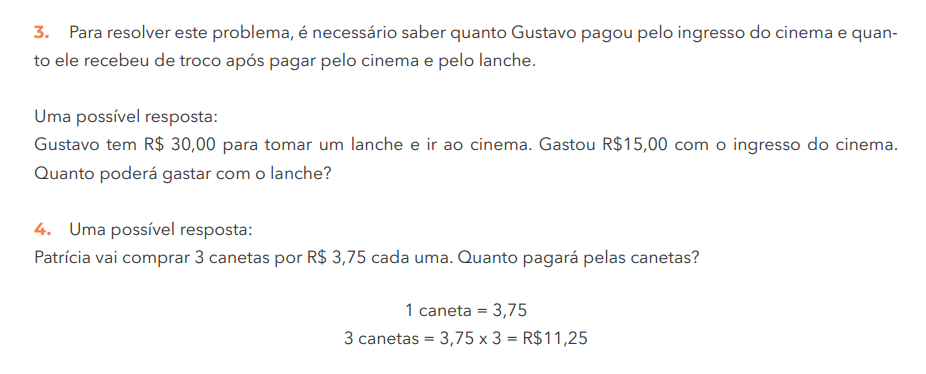 3. Para resolver este problema, é necessário saber quanto Gustavo pagou pelo ingresso do cinema e quan-
to ele recebeu de troco após pagar pelo cinema e pelo lanche.
Uma possível resposta:
Gustavo tem R$ 30,00 para tomar um lanche e ir ao cinema. Gastou R$15,00 com o ingresso do cinema.
Quanto poderá gastar com o lanche?
4. Uma possível resposta:
Patrícia vai comprar 3 canetas por R$ 3,75 cada uma. Quanto pagará pelas canetas?
1 caneta = 3,75
3 canetas = 3,75 x 3 = R$11,25